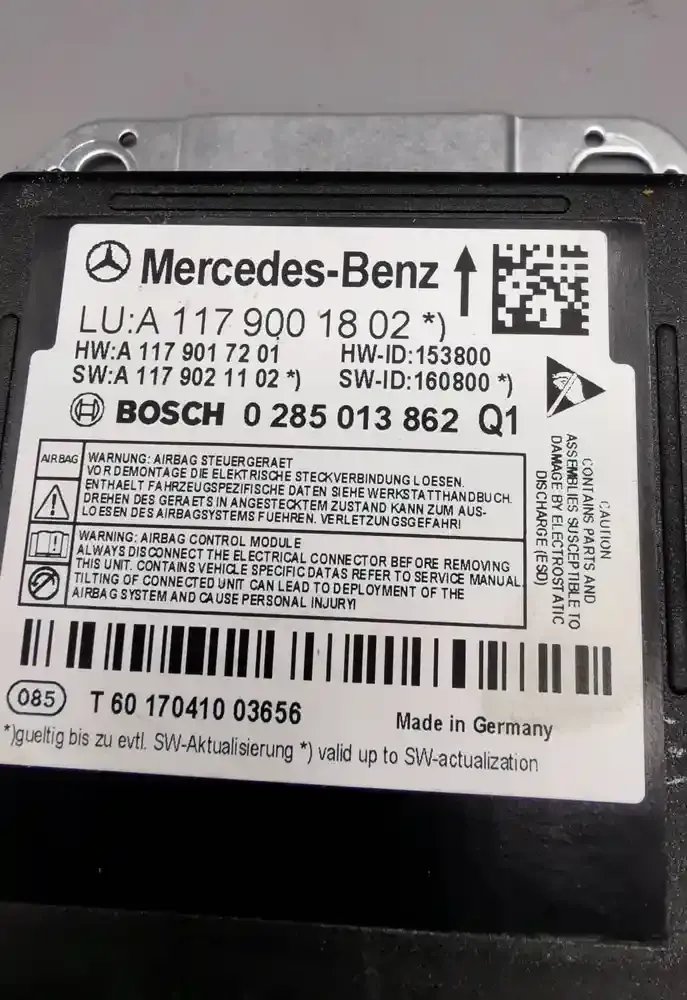 Mercedes-Benz
LU:A 117 900 18 02 *)
HW:A 117 901 72 01 HW-ID:153800
SW:A 117 902 11 02 *) SW-ID:160800 *)
BOSCH 0 285 013 862 Q1
AIRBAG
WARNUNG: AIRBAG STEUERGERAET
VOR DEMONTAGE DIE ELEKTRISCHE STECKVERBINDUNG LOESEN.
ENTHAELT FAHRZEUGSPEZIFISCHE DATEN SIEHE WERKSTATTHANDBUCH.
DREHEN DES GERAETS IN ANGESTECKTEM ZUSTAND KANN ZUM AUS-
LOESEN DES AIRBAGSYSTEMS FUEHREN. VERLETZUNGSGEFAHR!
WARNING: AIRBAG CONTROL MODULE
ALWAYS DISCONNECT THE ELECTRICAL CONNECTOR BEFORE REMOVING
THIS UNIT. CONTAINS VEHICLE SPECIFIC DATAS REFER TO SERVICE MANUAL.
TILTING OF CONNECTED UNIT CAN LEAD TO DEPLOYMENT OF THE
AIRBAG SYSTEM AND CAUSE PERSONAL INJURY!
CAUTION
CONTAINS PARTS AND
ASSEMBLIES SUSCEPTIBLE TO
DAMAGE BY ELECTROSTATIC
DISCHARGE (ESD)
085 T 60 170410 03656
Made in Germany
*)gueltig bis zu evtl. SW-Aktualisierung *) valid up to SW-actualization